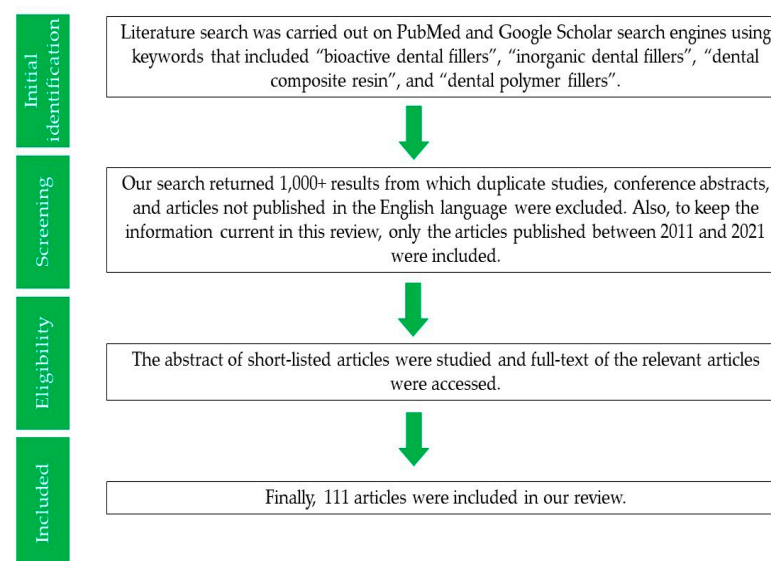 Initial
identification
Literature search was carried out on PubMed and Google Scholar search engines using
keywords that included “bioactive dental fillers”, “inorganic dental fillers”, “dental
composite resin”, and “dental polymer fillers”.
Screening
Our search returned 1,000+ results from which duplicate studies, conference abstracts,
and articles not published in the English language were excluded. Also, to keep the
information current in this review, only the articles published between 2011 and 2021
were included.
Eligibility
The abstract of short-listed articles were studied and full-text of the relevant articles
were accessed.
Included
Finally, 111 articles were included in our review.